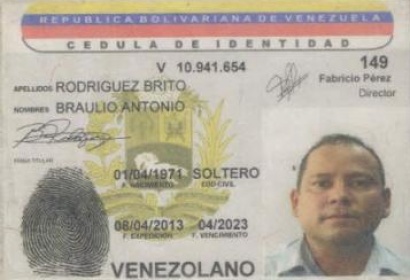 REPUBLICA BOLIVARIANA DE VENEZUELA
CEDULA DE IDENTIDAD
V 10.941.654
149
Fabricio Pérez
Director
APELLIDOS RODRIGUEZ BRITO
NOMBRES BRAULIO ANTONIO
FIRMA TITULAR
01/04/1971 SOLTERO
F. NACIMIENTO EDO-CIVIL
08/04/2013 04/2023
F. EXPEDICION F. VENCIMIENTO
VENEZOLANO